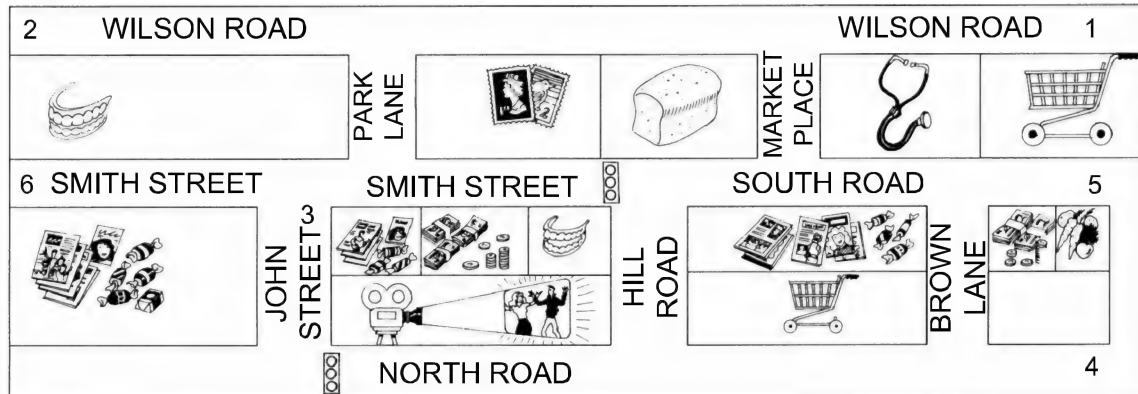 2 WILSON ROAD WILSON ROAD 1
PARK
LANE
MARKET
PLACE
6 SMITH STREET SMITH STREET SOUTH ROAD 5
3
JOHN
STREET
HILL
ROAD
BROWN
LANE
NORTH ROAD 4